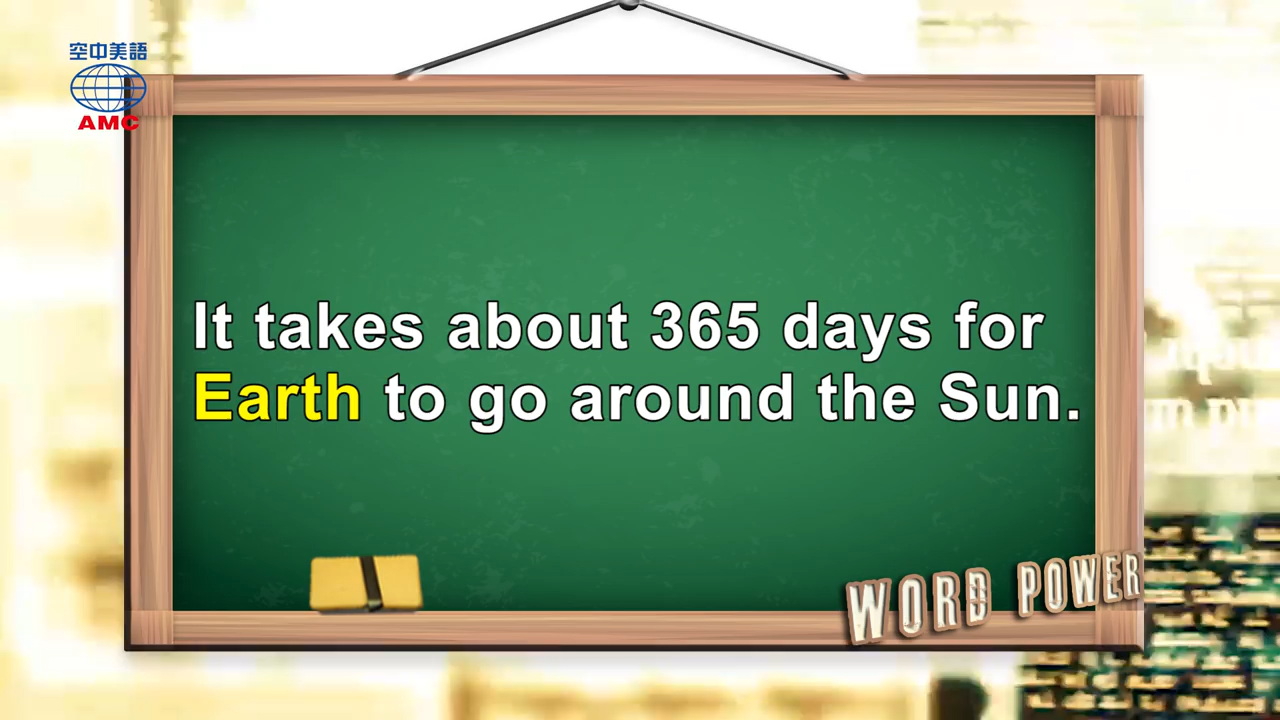 空中美語
AMC
It takes about 365 days for
Earth to go around the Sun.
WORD POWER